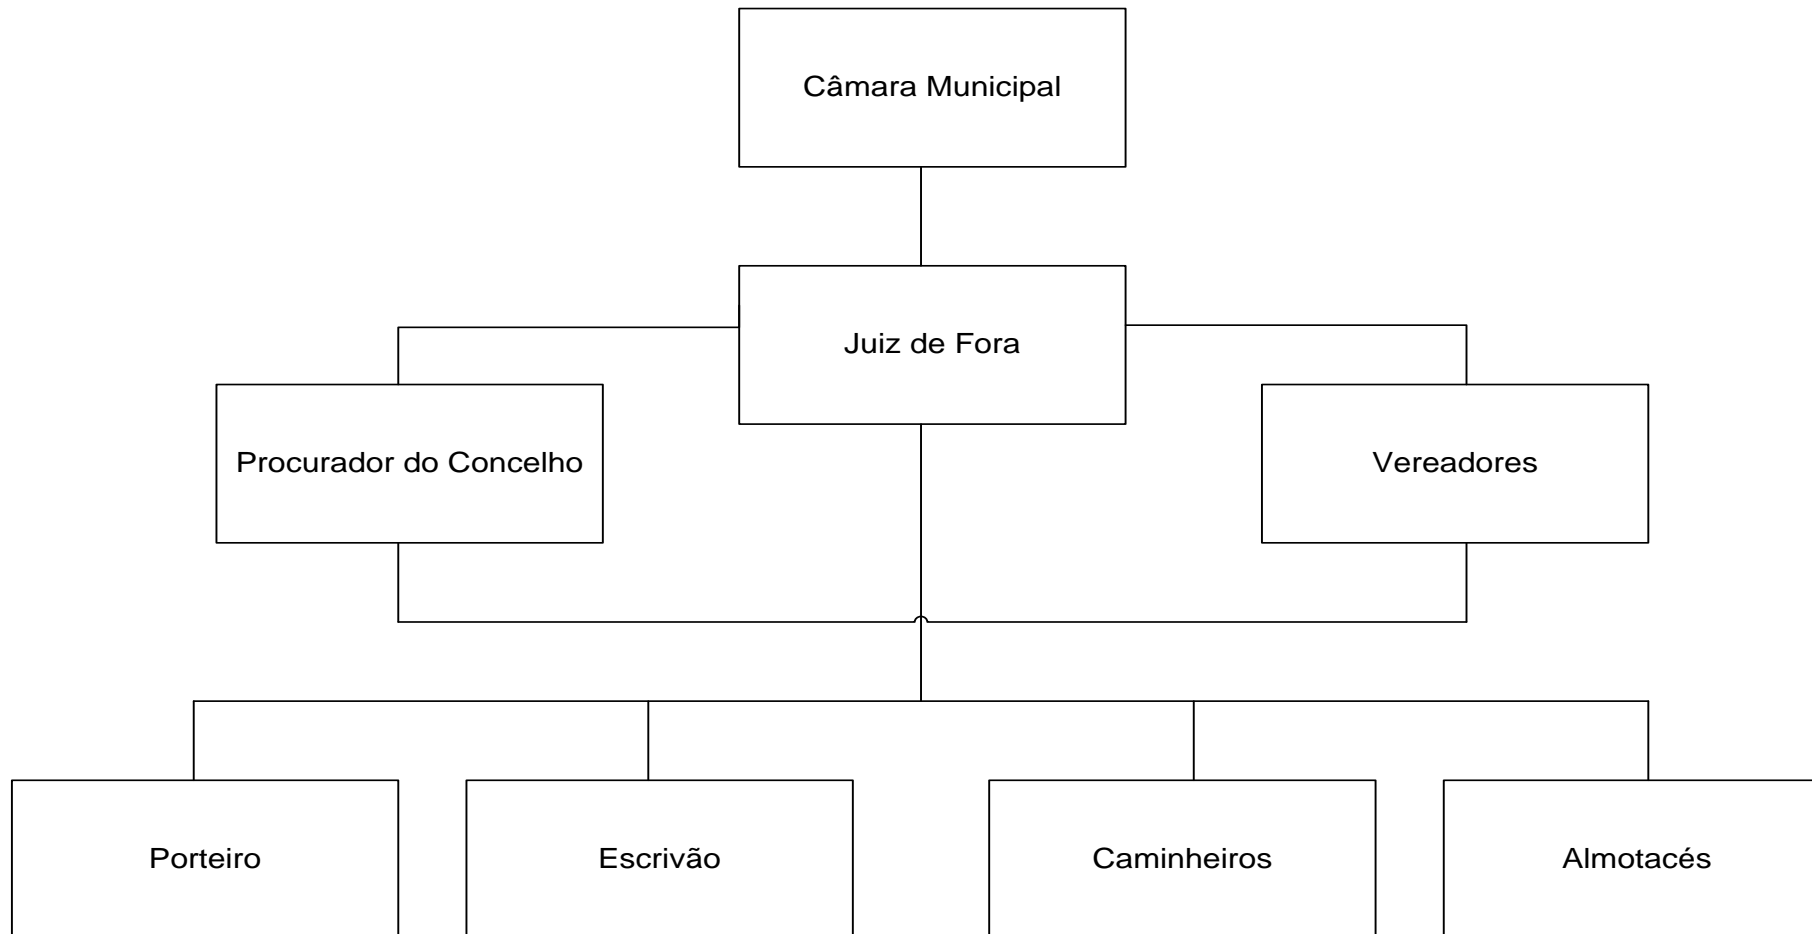 Câmara Municipal
Juiz de Fora
Procurador do Concelho
Vereadores
Porteiro
Escrivão
Caminheiros
Almotacés